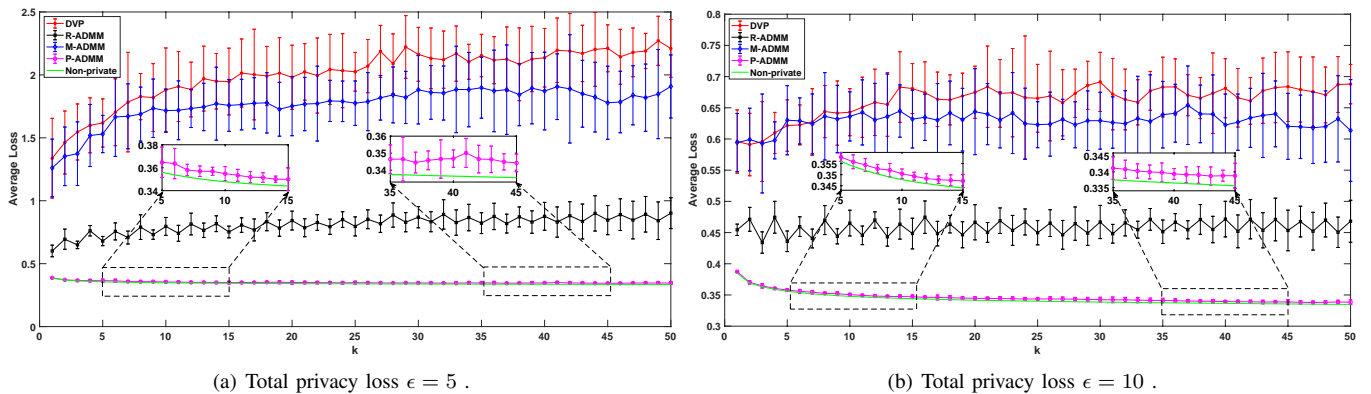 DVP
R-ADMM
M-ADMM
P-ADMM
Non-private
2.5
2
1.5
1
0.5
0
Average Loss
0.38
0.36
0.34
5 10 15
0.36
0.35
0.34
35 40 45
0 5 10 15 20 25 30 35 40 45 50
k
(a) Total privacy loss ϵ = 5 .
DVP
R-ADMM
M-ADMM
P-ADMM
Non-private
0.8
0.75
0.7
0.65
0.6
0.55
0.5
0.45
0.4
0.35
0.3
Average Loss
0.355
0.35
0.345
5 10 15
0.345
0.34
0.335
35 40 45
0 5 10 15 20 25 30 35 40 45 50
k
(b) Total privacy loss ϵ = 10 .